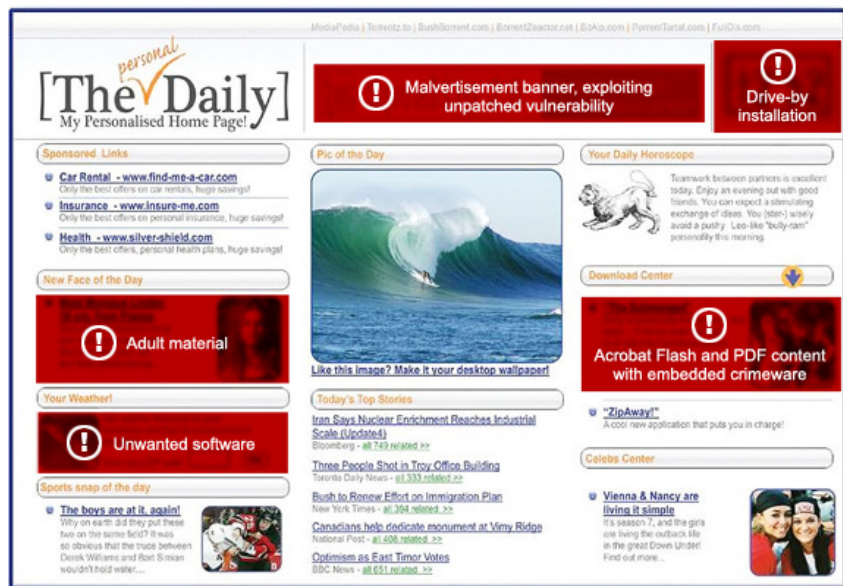 MediaPedia | Torrentz.to | BushBorrent.com | BorrentZeactor.net | BitAio.com | PorrentTortal.com | FullDls.com
personal
[The Daily]
My Personalised Home Page!
Malvertisement banner, exploiting
unpatched vulnerability
Drive-by
installation
Sponsored Links
Car Rental - www.find-me-a-car.com
Only the best offers on car rentals, huge savings!
Insurance - www.insure-me.com
Only the best offers on personal insurance, huge savings!
Health - www.silver-shield.com
Only the best offers, personal health plans, huge savings!
New Face of the Day
Adult material
Your Weather!
Unwanted software
Sports snap of the day
The boys are at it, again!
Why on earth did they put these
two on the same field? It was
so obvious that the truce between
Derek Williams and Bart Simian
wouldn't hold water....
Pic of the Day
Like this image? Make it your desktop wallpaper!
Today's Top Stories
Iran Says Nuclear Enrichment Reaches Industrial
Scale (Update4)
Bloomberg - all 749 related >>
Three People Shot in Troy Office Building
Toronto Daily News - all 333 related >>
Bush to Renew Effort on Immigration Plan
New York Times - all 394 related >>
Canadians help dedicate monument at Vimy Ridge
National Post - all 408 related >>
Optimism as East Timor Votes
BBC News - all 651 related >>
Your Daily Horoscope
Teamwork between partners is excellent
today. Enjoy an evening out with good
friends. You can expect a stimulating
exchange of ideas. You (ster-) wisely
avoid a pushy Leo-like "bully-ram"
personality this morning.
Download Center
Acrobat Flash and PDF content
with embedded crimeware
"ZipAway!"
A cool new application that puts you in charge!
Celebs Center
Vienna & Nancy are
living it simple
It's season 7, and the girls
are living the outback life
in the great Down Under!
Find out more...